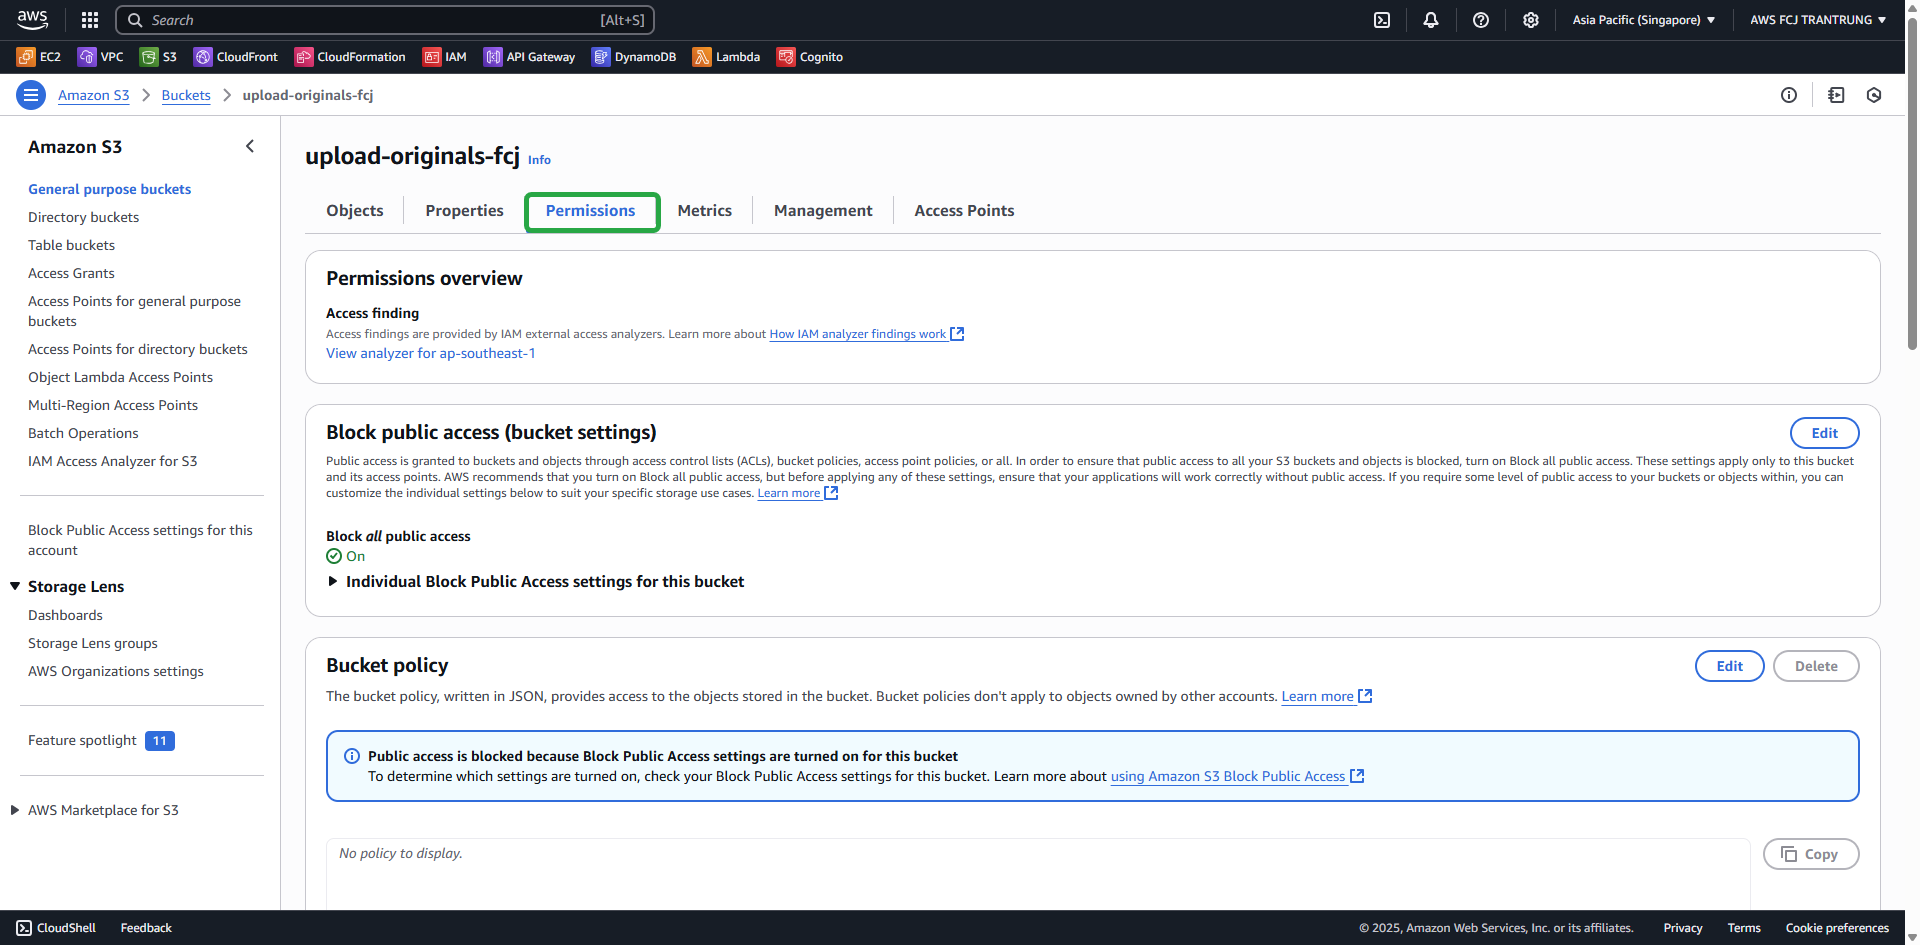 aws
Search [Alt+S]
Asia Pacific (Singapore)
AWS FCJ TRANTRUNG
EC2 VPC S3 CloudFront CloudFormation IAM API Gateway DynamoDB Lambda Cognito
Amazon S3 > Buckets > upload-originals-fcj
Amazon S3
General purpose buckets
Directory buckets
Table buckets
Access Grants
Access Points for general purpose
buckets
Access Points for directory buckets
Object Lambda Access Points
Multi-Region Access Points
Batch Operations
IAM Access Analyzer for S3
Block Public Access settings for this
account
Storage Lens
Dashboards
Storage Lens groups
AWS Organizations settings
Feature spotlight 11
AWS Marketplace for S3
upload-originals-fcj Info
Objects Properties Permissions Metrics Management Access Points
Permissions overview
Access finding
Access findings are provided by IAM external access analyzers. Learn more about How IAM analyzer findings work
View analyzer for ap-southeast-1
Block public access (bucket settings)
Edit
Public access is granted to buckets and objects through access control lists (ACLs), bucket policies, access point policies, or all. In order to ensure that public access to all your S3 buckets and objects is blocked, turn on Block all public access. These settings apply only to this bucket
and its access points. AWS recommends that you turn on Block all public access, but before applying any of these settings, ensure that your applications will work correctly without public access. If you require some level of public access to your buckets or objects within, you can
customize the individual settings below to suit your specific storage use cases. Learn more
Block all public access
On
Individual Block Public Access settings for this bucket
Bucket policy
Edit Delete
The bucket policy, written in JSON, provides access to the objects stored in the bucket. Bucket policies don't apply to objects owned by other accounts. Learn more
Public access is blocked because Block Public Access settings are turned on for this bucket
To determine which settings are turned on, check your Block Public Access settings for this bucket. Learn more about using Amazon S3 Block Public Access
No policy to display.
Copy
CloudShell Feedback
© 2025, Amazon Web Services, Inc. or its affiliates. Privacy Terms Cookie preferences